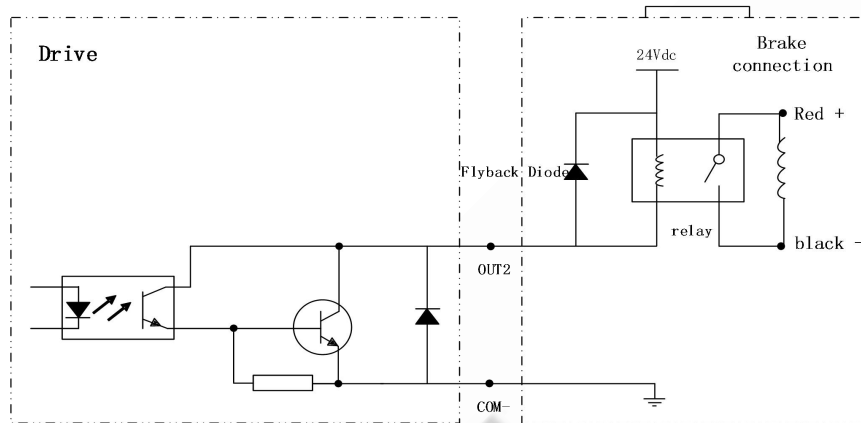 Drive
Brake
connection
24Vdc
Red +
Flyback Diode
relay
black -
OUT2
COM-